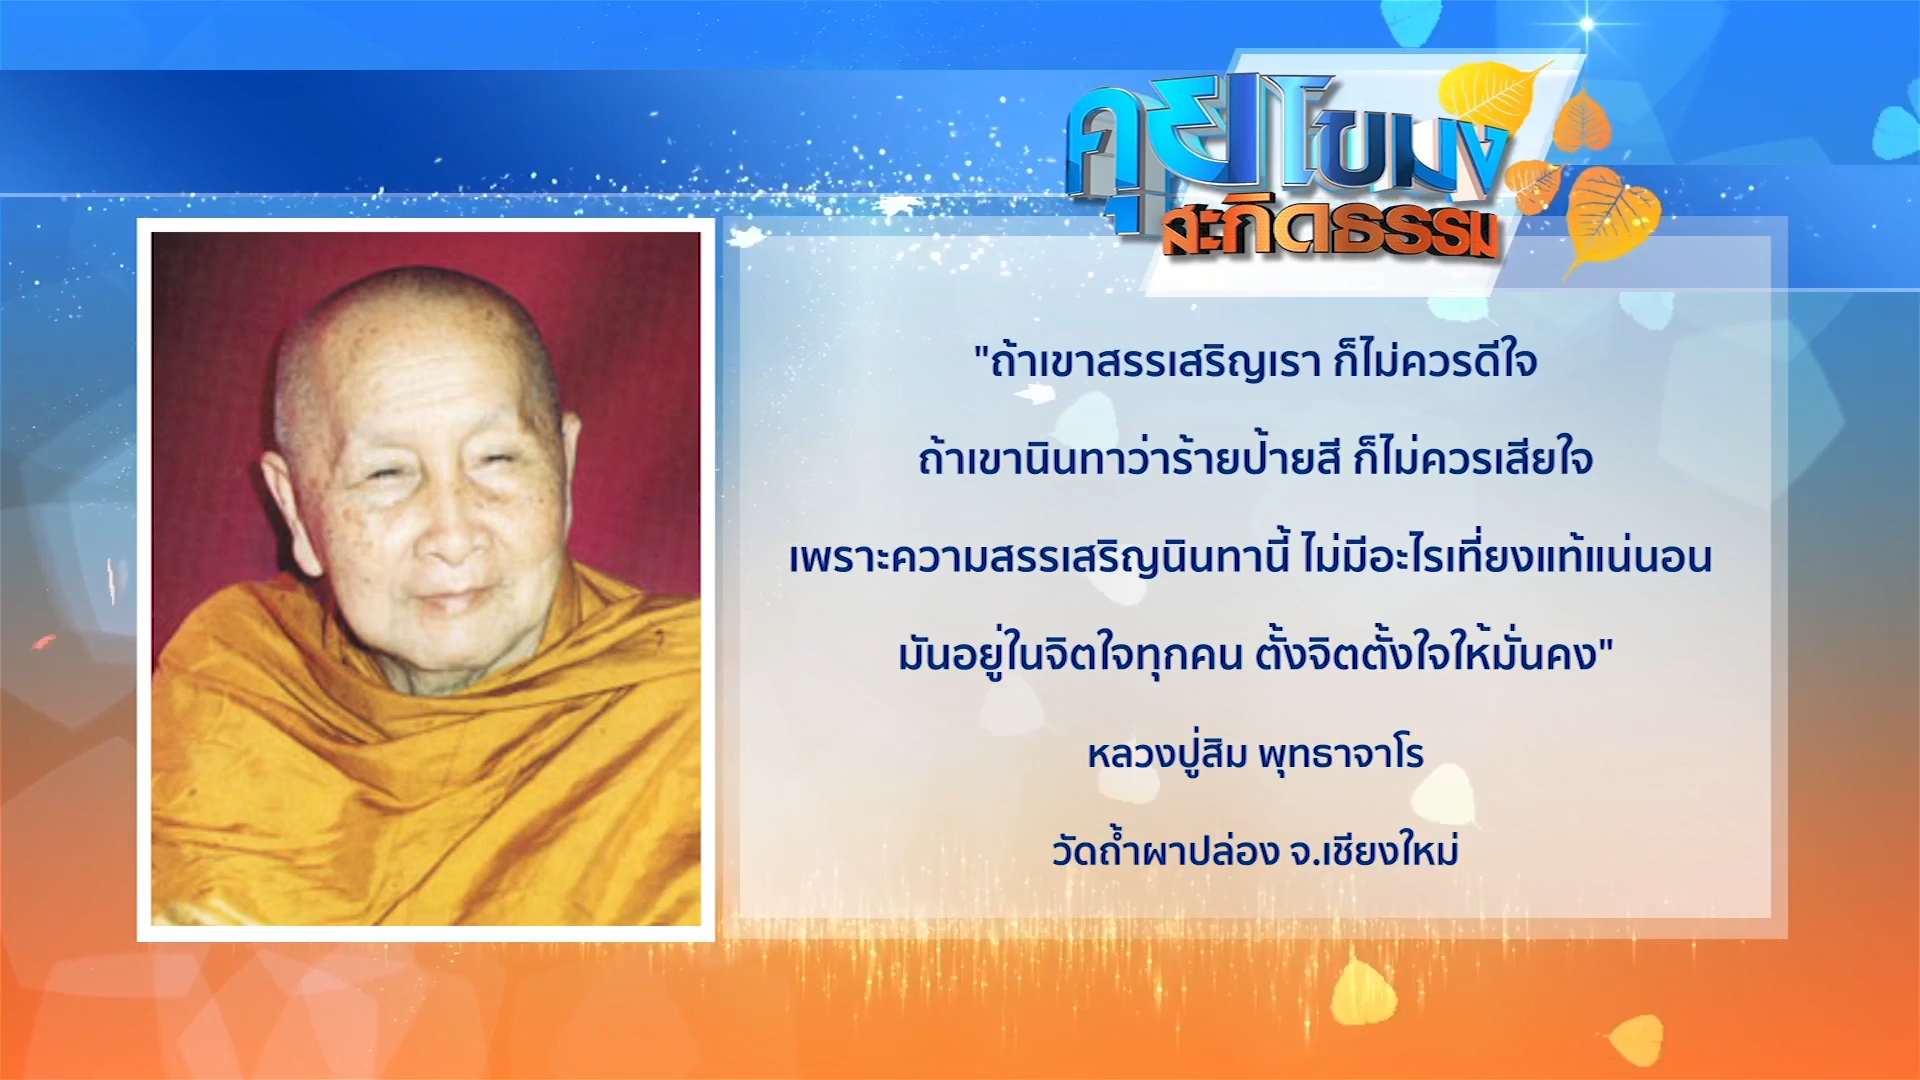 คุยโขมง
สะกิดธรรม
"ถ้าเขาสรรเสริญเรา ก็ไม่ควรดีใจ
ถ้าเขานินทาว่าร้ายป้ายสี ก็ไม่ควรเสียใจ
เพราะความสรรเสริญนินทานี้ ไม่มีอะไรเที่ยงแท้แน่นอน
มันอยู่ในจิตใจทุกคน ตั้งจิตตั้งใจให้มั่นคง"
หลวงปู่สิม พุทธาจาโร
วัดถ้ำผาปล่อง จ.เชียงใหม่